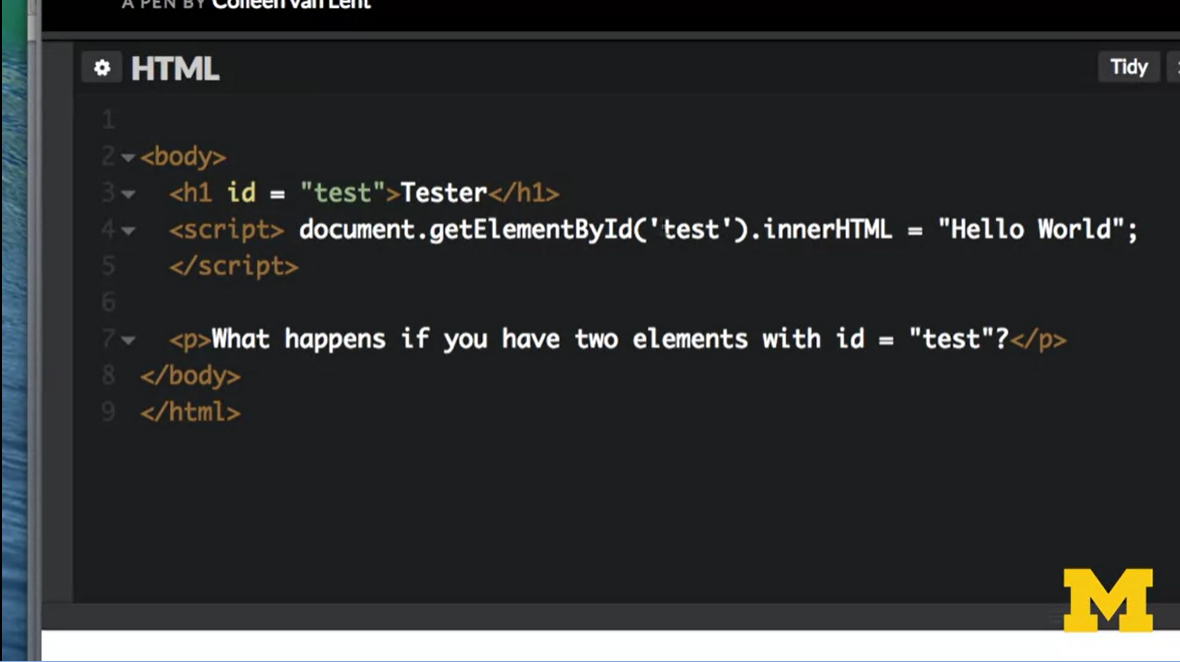 A PEN BY Colleen van Lent
HTML
Tidy
1
2 <body>
3 <h1 id = "test">Tester</h1>
4 <script> document.getElementById('test').innerHTML = "Hello World";
5 </script>
6
7 <p>What happens if you have two elements with id = "test"?</p>
8 </body>
9 </html>
M